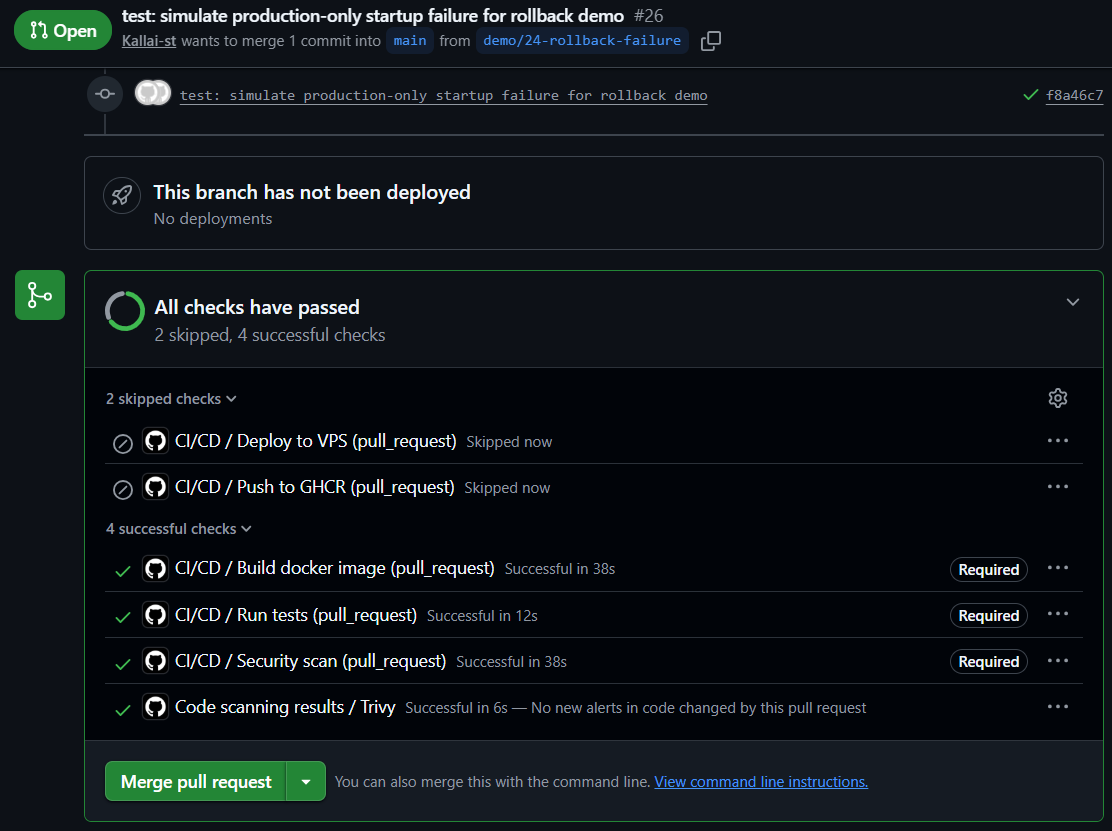 Open
test: simulate production-only startup failure for rollback demo #26
Kallai-st wants to merge 1 commit into main from demo/24-rollback-failure
test: simulate production-only startup failure for rollback demo f8a46c7
This branch has not been deployed
No deployments
All checks have passed
2 skipped, 4 successful checks
2 skipped checks
CI/CD / Deploy to VPS (pull_request) Skipped now
CI/CD / Push to GHCR (pull_request) Skipped now
4 successful checks
CI/CD / Build docker image (pull_request) Successful in 38s Required
CI/CD / Run tests (pull_request) Successful in 12s Required
CI/CD / Security scan (pull_request) Successful in 38s Required
Code scanning results / Trivy Successful in 6s — No new alerts in code changed by this pull request
Merge pull request You can also merge this with the command line. View command line instructions.